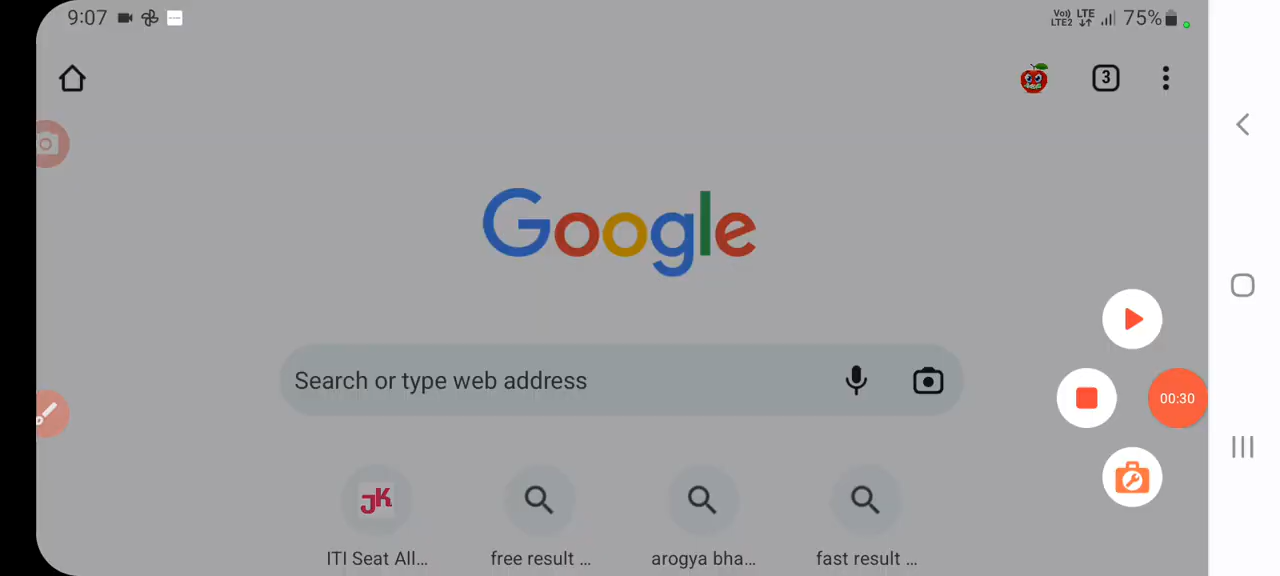 9:07
Vo)) LTE2 LTE 75%
3
Google
Search or type web address
00:30
ITI Seat All... free result ... arogya bha... fast result ...
JK